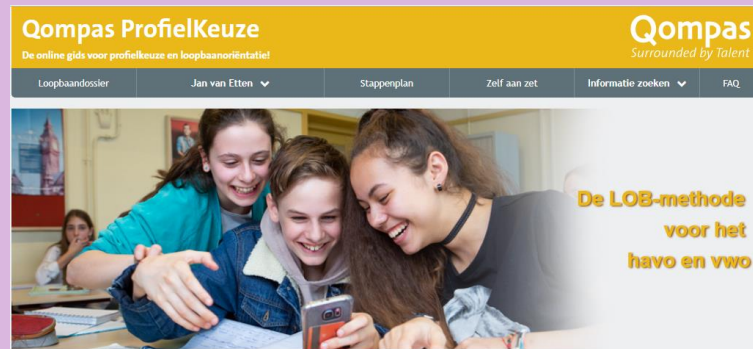 Qompas ProfielKeuze
De online gids voor profielkeuze en loopbaanoriëntatie!
Qompas
Surrounded by Talent
Loopbaandossier
Jan van Etten
Stappenplan
Zelf aan zet
Informatie zoeken
FAQ
De LOB-methode
voor het
havo en vwo